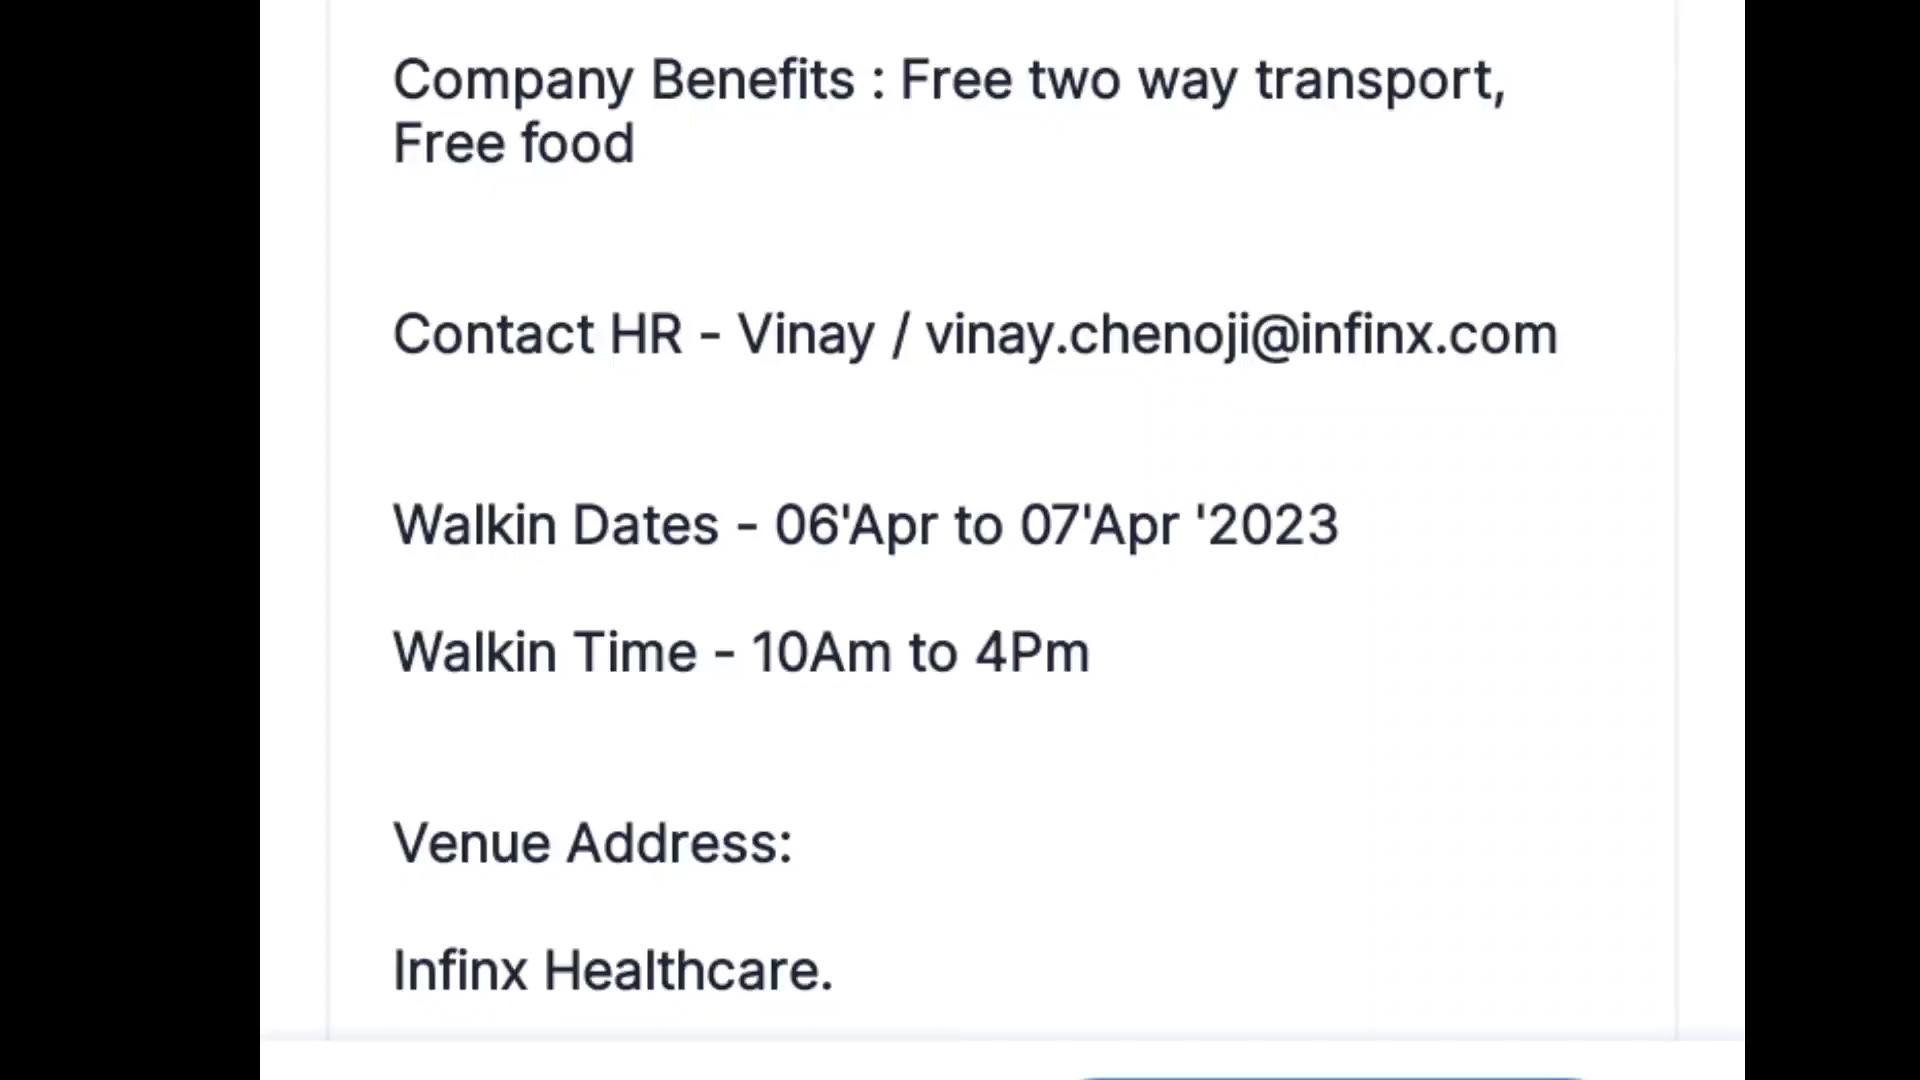 Company Benefits : Free two way transport,
Free food
Contact HR - Vinay / vinay.chenoji@infinx.com
Walkin Dates - 06'Apr to 07'Apr '2023
Walkin Time - 10Am to 4Pm
Venue Address:
Infinx Healthcare.